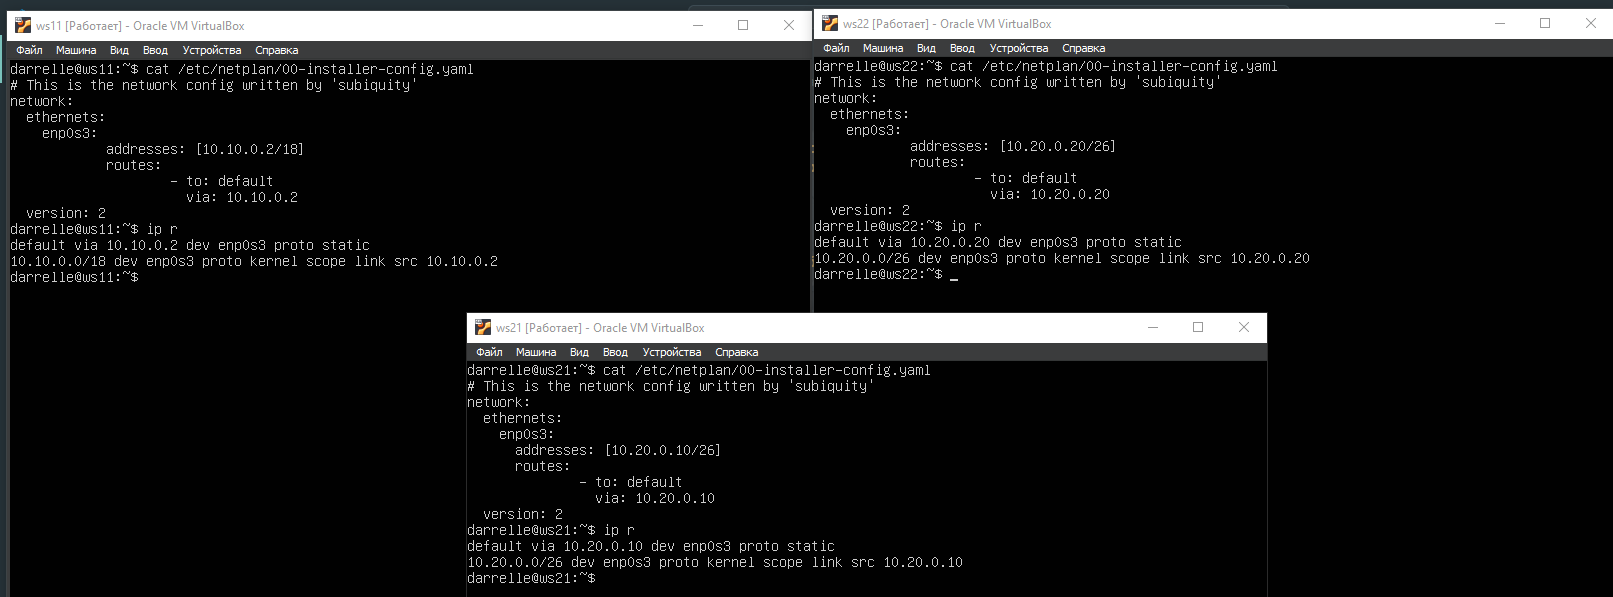 ws11 [Работает] - Oracle VM VirtualBox
Файл Машина Вид Ввод Устройства Справка
darrelle@ws11:~$ cat /etc/netplan/00-installer-config.yaml
# This is the network config written by 'subiquity'
network:
  ethernets:
    enp0s3:
            addresses: [10.10.0.2/18]
            routes:
                    - to: default
                      via: 10.10.0.2
  version: 2
darrelle@ws11:~$ ip r
default via 10.10.0.2 dev enp0s3 proto static
10.10.0.0/18 dev enp0s3 proto kernel scope link src 10.10.0.2
darrelle@ws11:~$
ws22 [Работает] - Oracle VM VirtualBox
Файл Машина Вид Ввод Устройства Справка
darrelle@ws22:~$ cat /etc/netplan/00-installer-config.yaml
# This is the network config written by 'subiquity'
network:
  ethernets:
    enp0s3:
            addresses: [10.20.0.20/26]
            routes:
                    - to: default
                      via: 10.20.0.20
  version: 2
darrelle@ws22:~$ ip r
default via 10.20.0.20 dev enp0s3 proto static
10.20.0.0/26 dev enp0s3 proto kernel scope link src 10.20.0.20
darrelle@ws22:~$ _
ws21 [Работает] - Oracle VM VirtualBox
Файл Машина Вид Ввод Устройства Справка
darrelle@ws21:~$ cat /etc/netplan/00-installer-config.yaml
# This is the network config written by 'subiquity'
network:
  ethernets:
    enp0s3:
      addresses: [10.20.0.10/26]
      routes:
              - to: default
                via: 10.20.0.10
  version: 2
darrelle@ws21:~$ ip r
default via 10.20.0.10 dev enp0s3 proto static
10.20.0.0/26 dev enp0s3 proto kernel scope link src 10.20.0.10
darrelle@ws21:~$